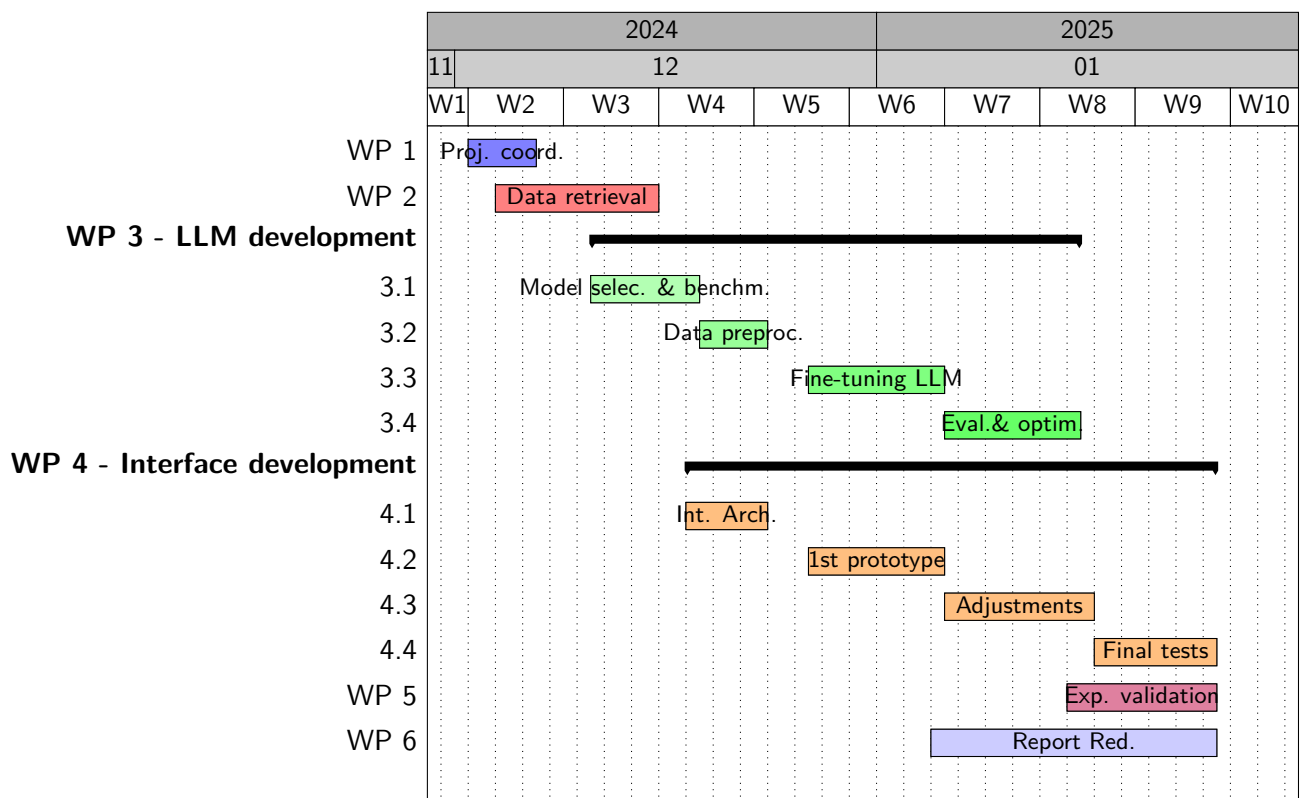 2024 2025
11 12 01
W1 W2 W3 W4 W5 W6 W7 W8 W9 W10
WP 1 Proj. coord.
WP 2 Data retrieval
WP 3 - LLM development
3.1 Model selec. & benchm.
3.2 Data preproc.
3.3 Fine-tuning LLM
3.4 Eval.& optim.
WP 4 - Interface development
4.1 Int. Arch.
4.2 1st prototype
4.3 Adjustments
4.4 Final tests
WP 5 Exp. validation
WP 6 Report Red.